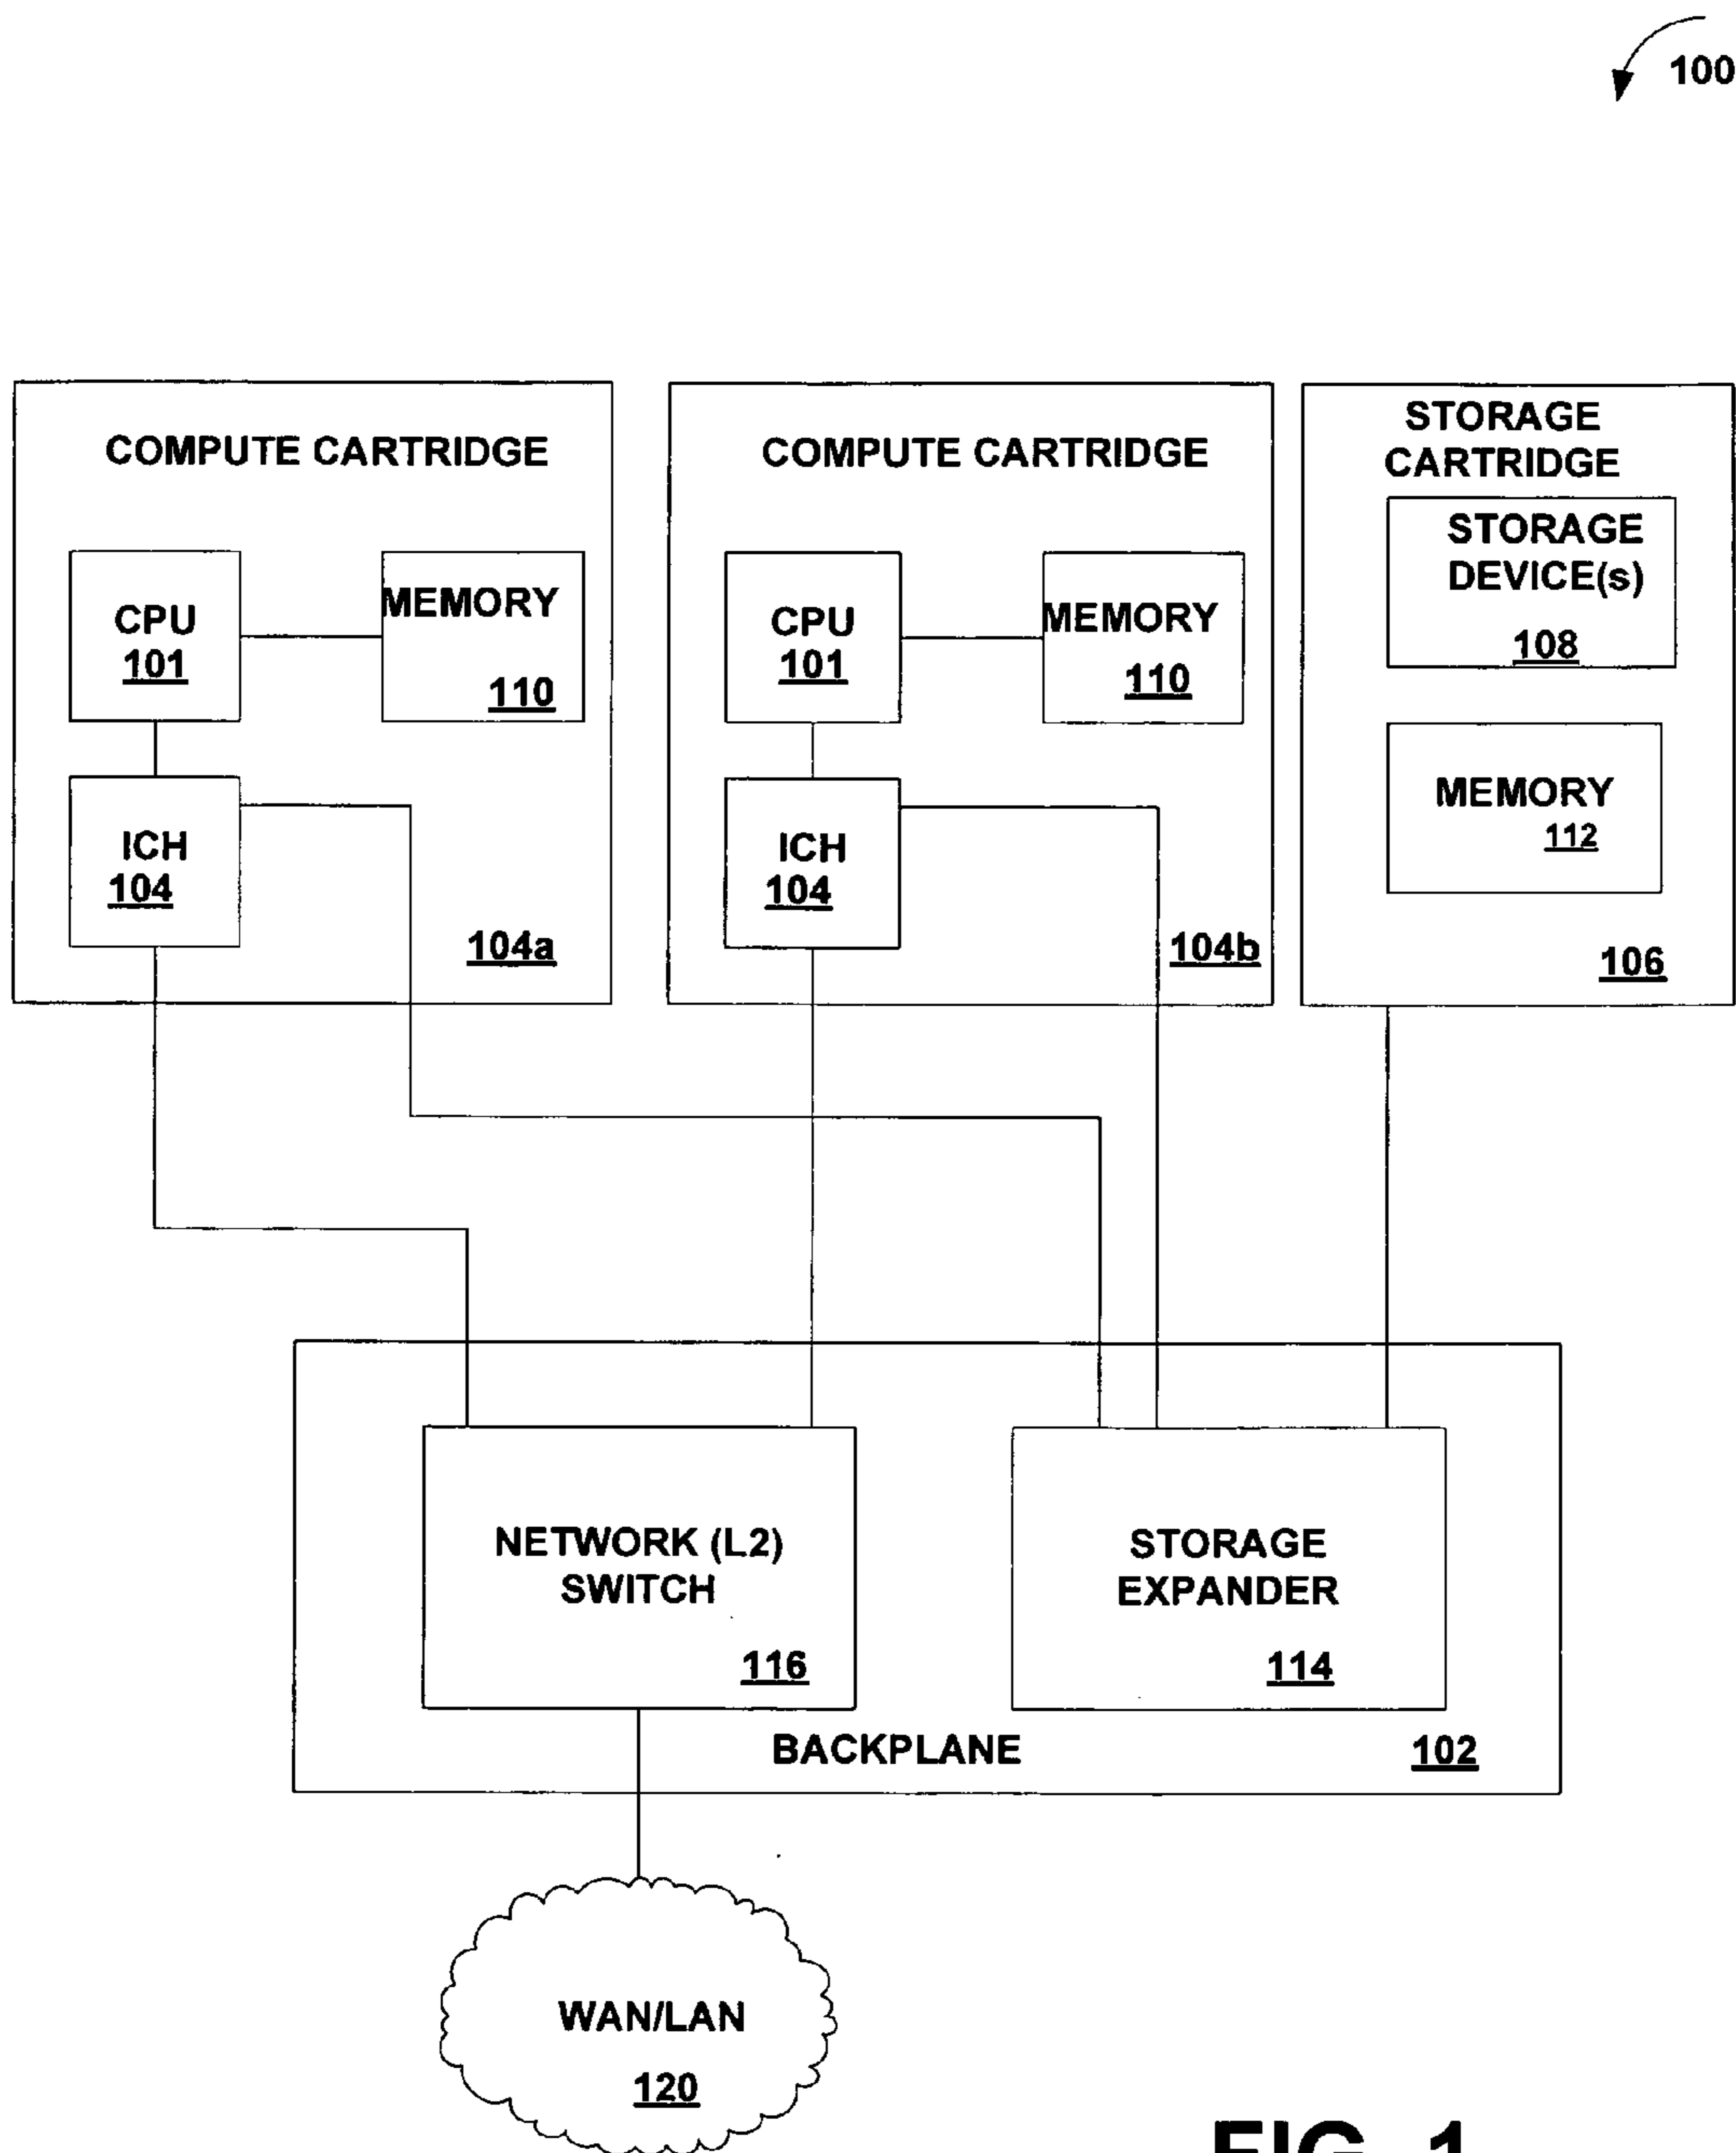 100
COMPUTE CARTRIDGE
CPU
101
MEMORY
110
ICH
104
104a
COMPUTE CARTRIDGE
CPU
101
MEMORY
110
ICH
104
104b
STORAGE
CARTRIDGE
STORAGE
DEVICE(s)
108
MEMORY
112
106
NETWORK (L2)
SWITCH
116
STORAGE
EXPANDER
114
BACKPLANE
102
WAN/LAN
120
FIG. 1